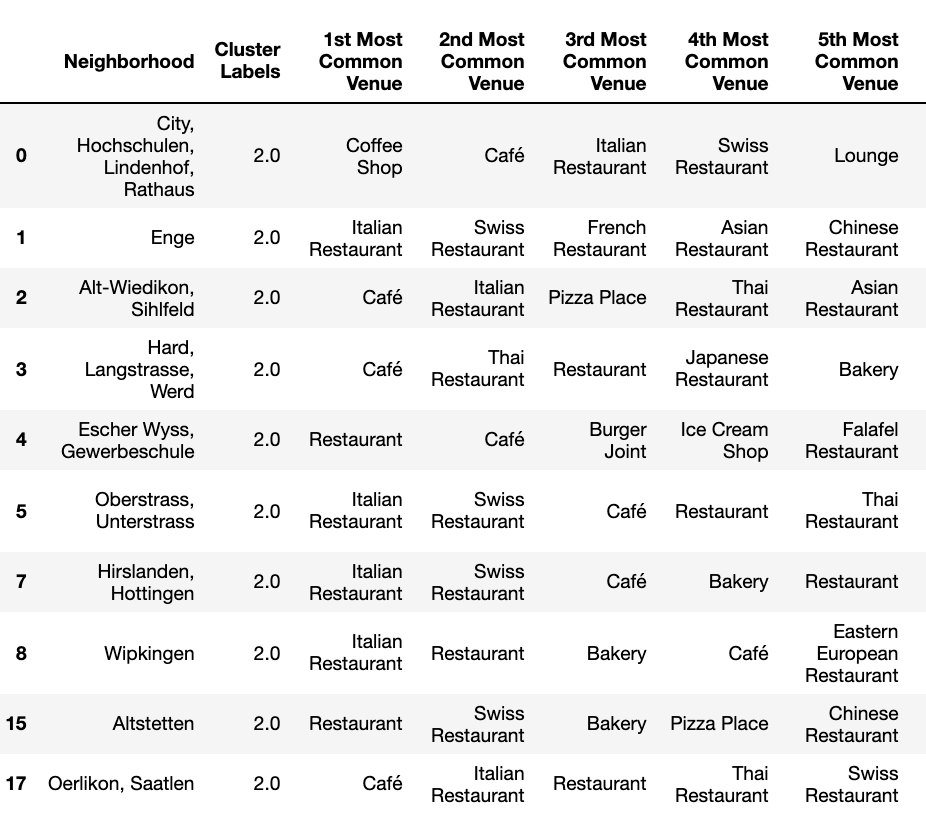 Neighborhood Cluster Labels 1st Most Common Venue 2nd Most Common Venue 3rd Most Common Venue 4th Most Common Venue 5th Most Common Venue
0 City, Hochschulen, Lindenhof, Rathaus 2.0 Coffee Shop Café Italian Restaurant Swiss Restaurant Lounge
1 Enge 2.0 Italian Restaurant Swiss Restaurant French Restaurant Asian Restaurant Chinese Restaurant
2 Alt-Wiedikon, Sihlfeld 2.0 Café Italian Restaurant Pizza Place Thai Restaurant Asian Restaurant
3 Hard, Langstrasse, Werd 2.0 Café Thai Restaurant Restaurant Japanese Restaurant Bakery
4 Escher Wyss, Gewerbeschule 2.0 Restaurant Café Burger Joint Ice Cream Shop Falafel Restaurant
5 Oberstrass, Unterstrass 2.0 Italian Restaurant Swiss Restaurant Café Restaurant Thai Restaurant
7 Hirslanden, Hottingen 2.0 Italian Restaurant Swiss Restaurant Café Bakery Restaurant
8 Wipkingen 2.0 Italian Restaurant Restaurant Bakery Café Eastern European Restaurant
15 Altstetten 2.0 Restaurant Swiss Restaurant Bakery Pizza Place Chinese Restaurant
17 Oerlikon, Saatlen 2.0 Café Italian Restaurant Restaurant Thai Restaurant Swiss Restaurant